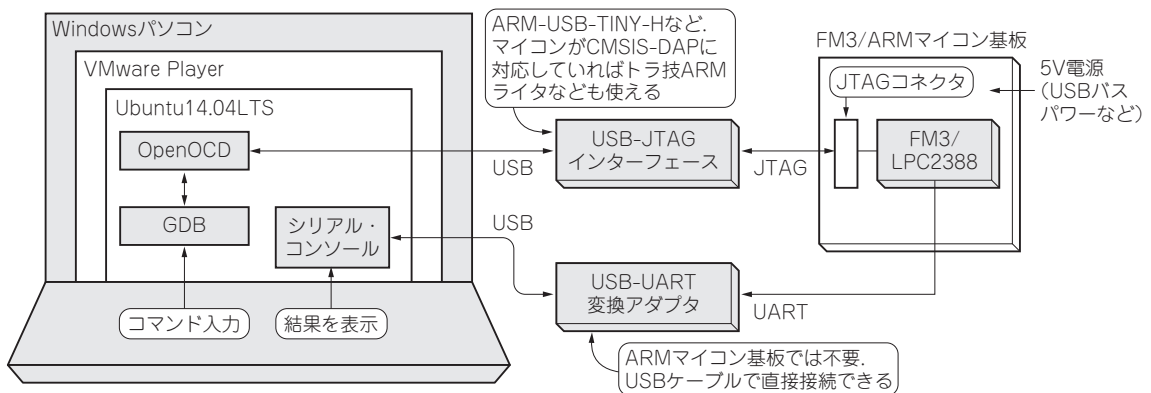 Windowsパソコン
VMware Player
Ubuntu14.04LTS
OpenOCD
GDB
シリアル・
コンソール
コマンド入力
結果を表示
ARM-USB-TINY-Hなど.
マイコンがCMSIS-DAPに
対応していればトラ技ARM
ライタなども使える
USB
USB-JTAG
インターフェース
JTAG
USB
USB-UART
変換アダプタ
UART
ARMマイコン基板では不要.
USBケーブルで直接接続できる
FM3/ARMマイコン基板
JTAGコネクタ
FM3/
LPC2388
5V電源
(USBバス
パワーなど)